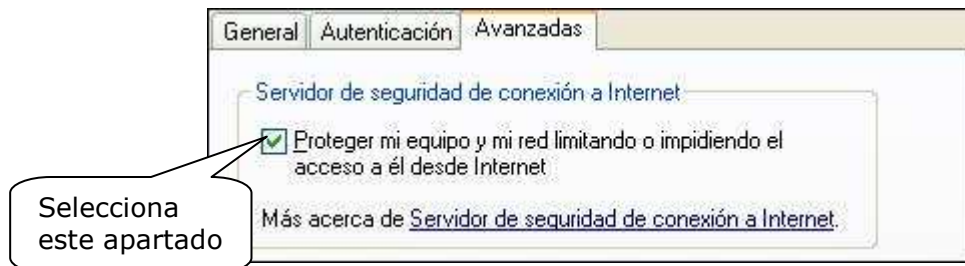 General Autenticación Avanzadas
Servidor de seguridad de conexión a Internet
Proteger mi equipo y mi red limitando o impidiendo el
acceso a él desde Internet
Más acerca de Servidor de seguridad de conexión a Internet.
Selecciona
este apartado